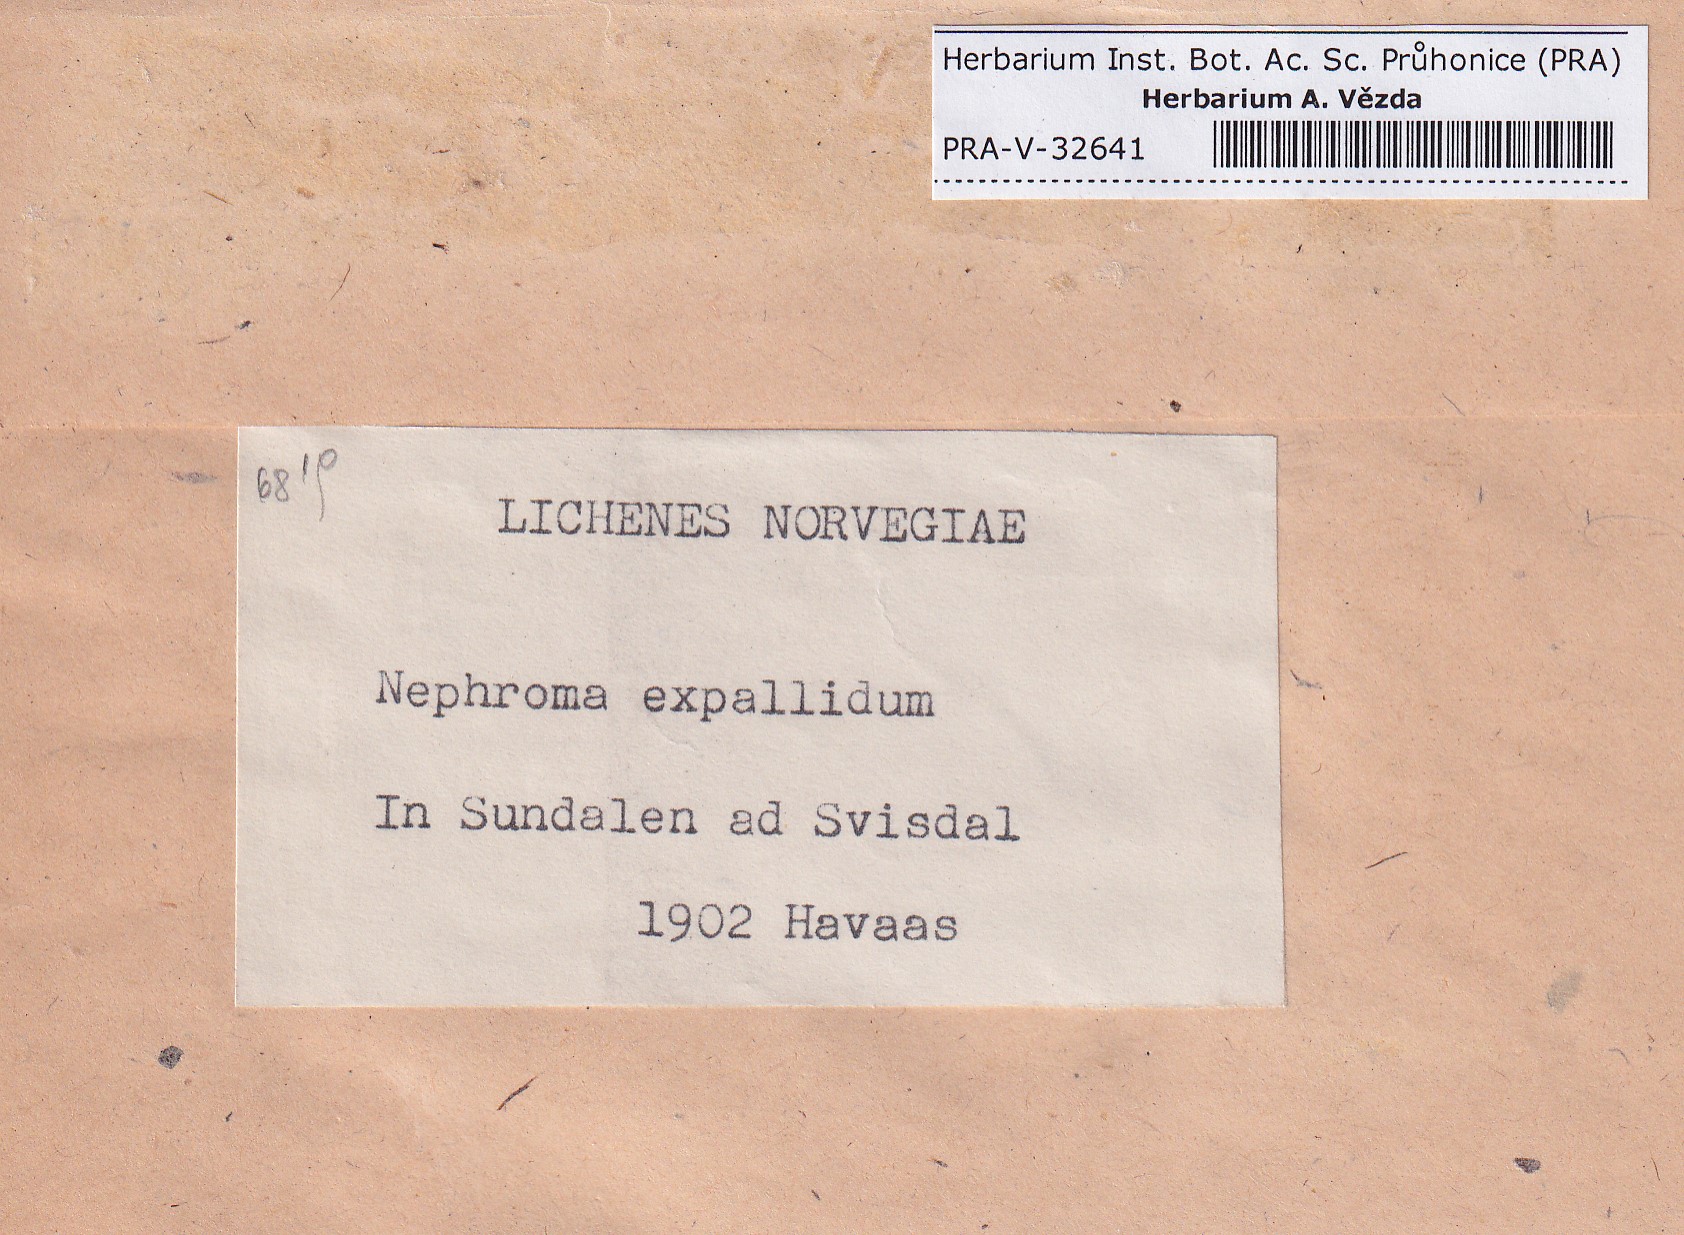 Herbarium Inst. Bot. Ac. Sc. Průhonice (PRA)
Herbarium A. Vězda
PRA-V-32641
LICHENES NORVEGIAE
Nephroma expallidum
In Sundalen ad Svisdal
1902 Havaas